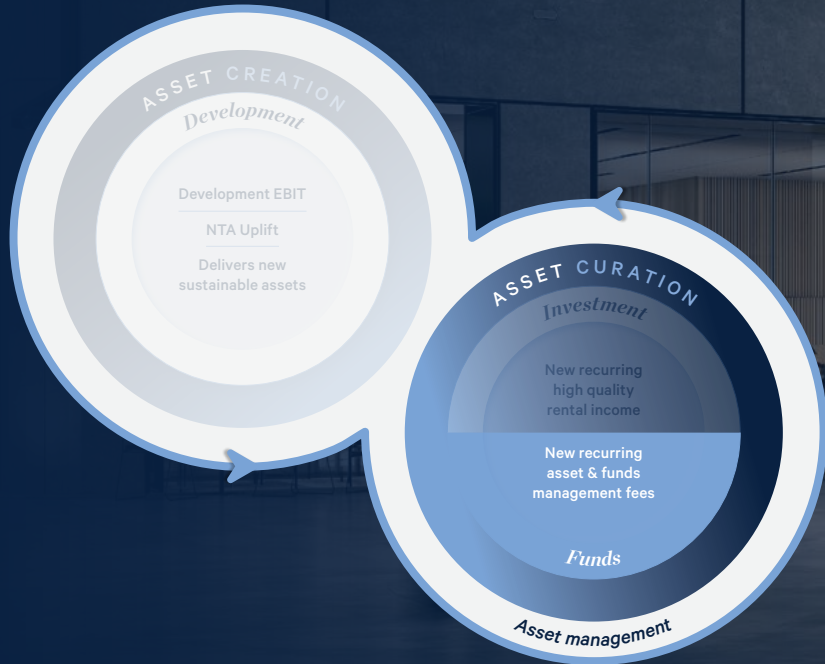 ASSET CREATION
Development
Development EBIT
NTA Uplift
Delivers new
sustainable assets
ASSET CURATION
Investment
New recurring
high quality
rental income
New recurring
asset & funds
management fees
Funds
Asset management